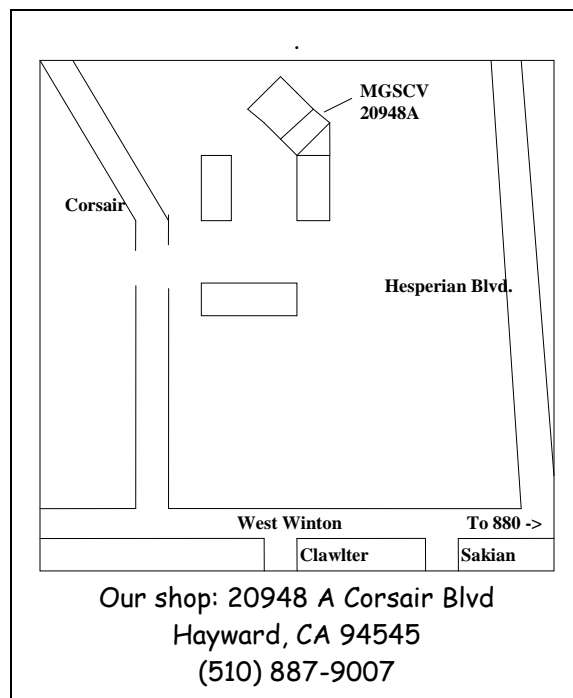 MGSCV
20948A
Corsair
Hesperian Blvd.
West Winton
To 880 ->
Clawlter
Sakian
Our shop: 20948 A Corsair Blvd
Hayward, CA 94545
(510) 887-9007